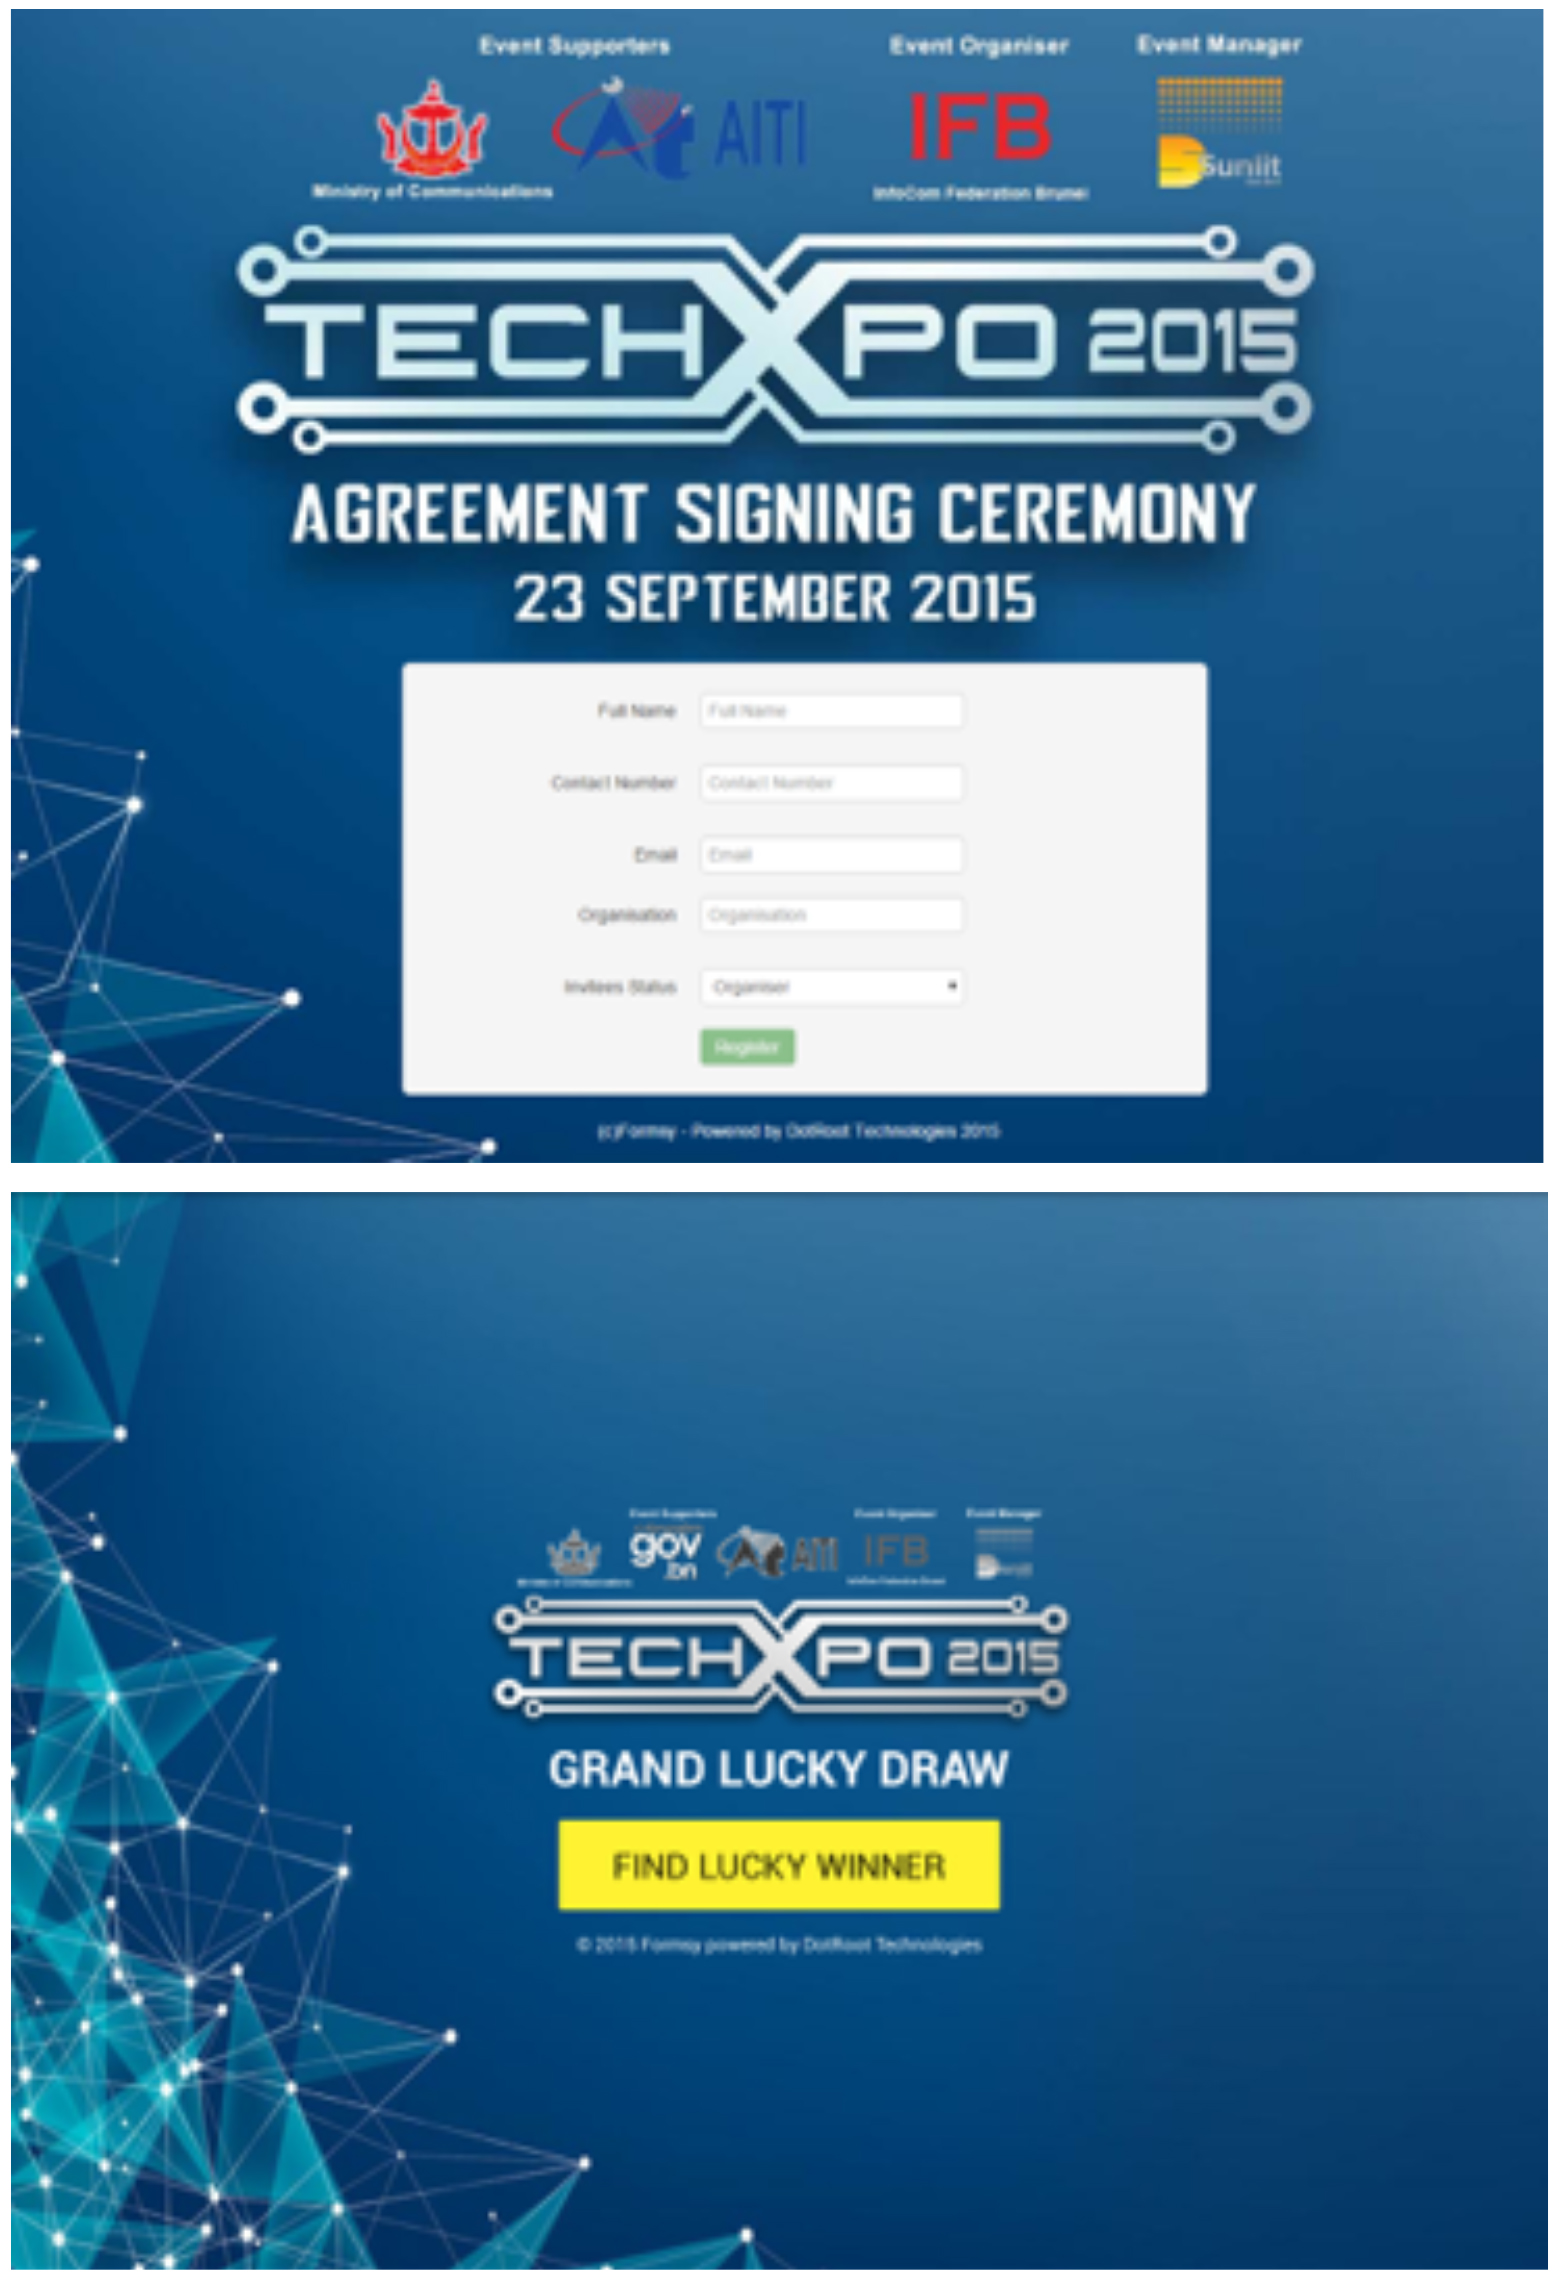 Event Supporters Event Organiser Event Manager
AITI IFB Suniit
Ministry of Communications InfoCom Federation Brunei
TECHXPO 2015
AGREEMENT SIGNING CEREMONY
23 SEPTEMBER 2015
Full Name Full Name
Contact Number Contact Number
Email Email
Organisation Organisation
Invitees Status Organiser
Register
(c)Formsy - Powered by DotRoot Technologies 2015
Event Supporters Event Organiser Event Manager
gov.bn AITI IFB
Ministry of Communications InfoCom Federation Brunei
TECHXPO 2015
GRAND LUCKY DRAW
FIND LUCKY WINNER
© 2015 Formsy powered by DotRoot Technologies